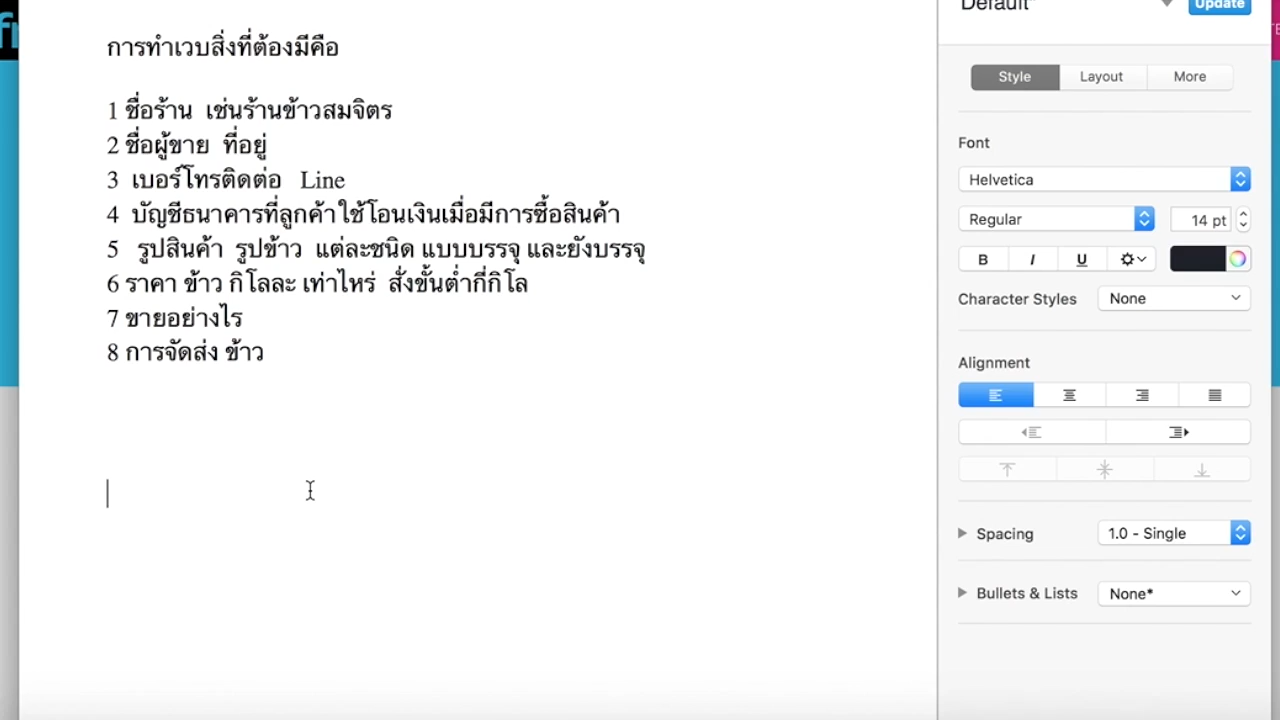 Default*
Update
การทำเวบสิ่งที่ต้องมีคือ
Style Layout More
1 ชื่อร้าน เช่นร้านข้าวสมจิตร
2 ชื่อผู้ขาย ที่อยู่
Font
3 เบอร์โทรติดต่อ Line
Helvetica
4 บัญชีธนาคารที่ลูกค้าใช้โอนเงินเมื่อมีการซื้อสินค้า
Regular 14 pt
5 รูปสินค้า รูปข้าว แต่ละชนิด แบบบรรจุ และยังบรรจุ
B I U
6 ราคา ข้าว กิโลละ เท่าไหร่ สั่งขั้นต่ำกี่กิโล
Character Styles None
7 ขายอย่างไร
8 การจัดส่ง ข้าว
Alignment
Spacing 1.0 - Single
Bullets & Lists None*